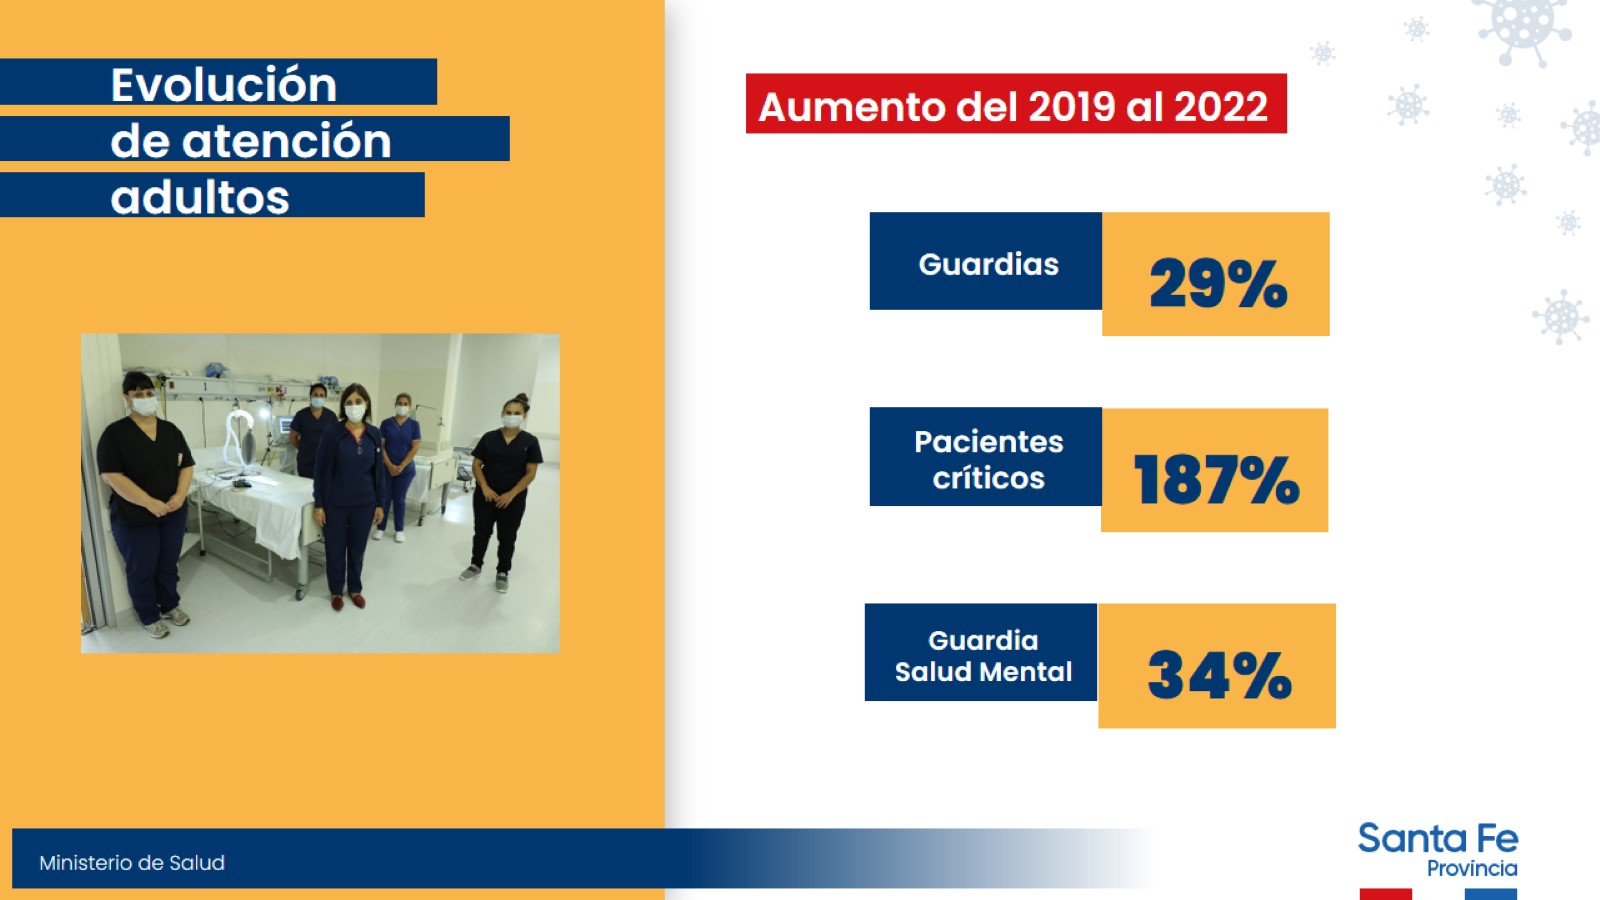 Evolución
de atención
adultos
Aumento del 2019 al 2022
Guardias
29%
Pacientes
críticos
187%
Guardia
Salud Mental
34%
Ministerio de Salud
Santa Fe
Provincia